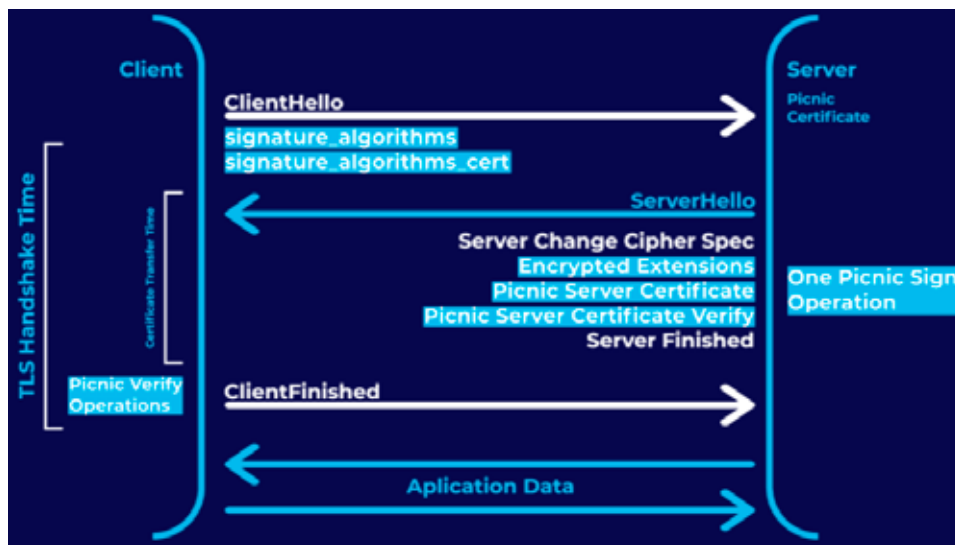 Client
Server
Picnic
Certificate
ClientHello
signature_algorithms
signature_algorithms_cert
TLS Handshake Time
Certificate Transfer Time
ServerHello
Server Change Cipher Spec
Encrypted Extensions
Picnic Server Certificate
Picnic Server Certificate Verify
Server Finished
One Picnic Sign
Operation
Picnic Verify
Operations
ClientFinished
Aplication Data